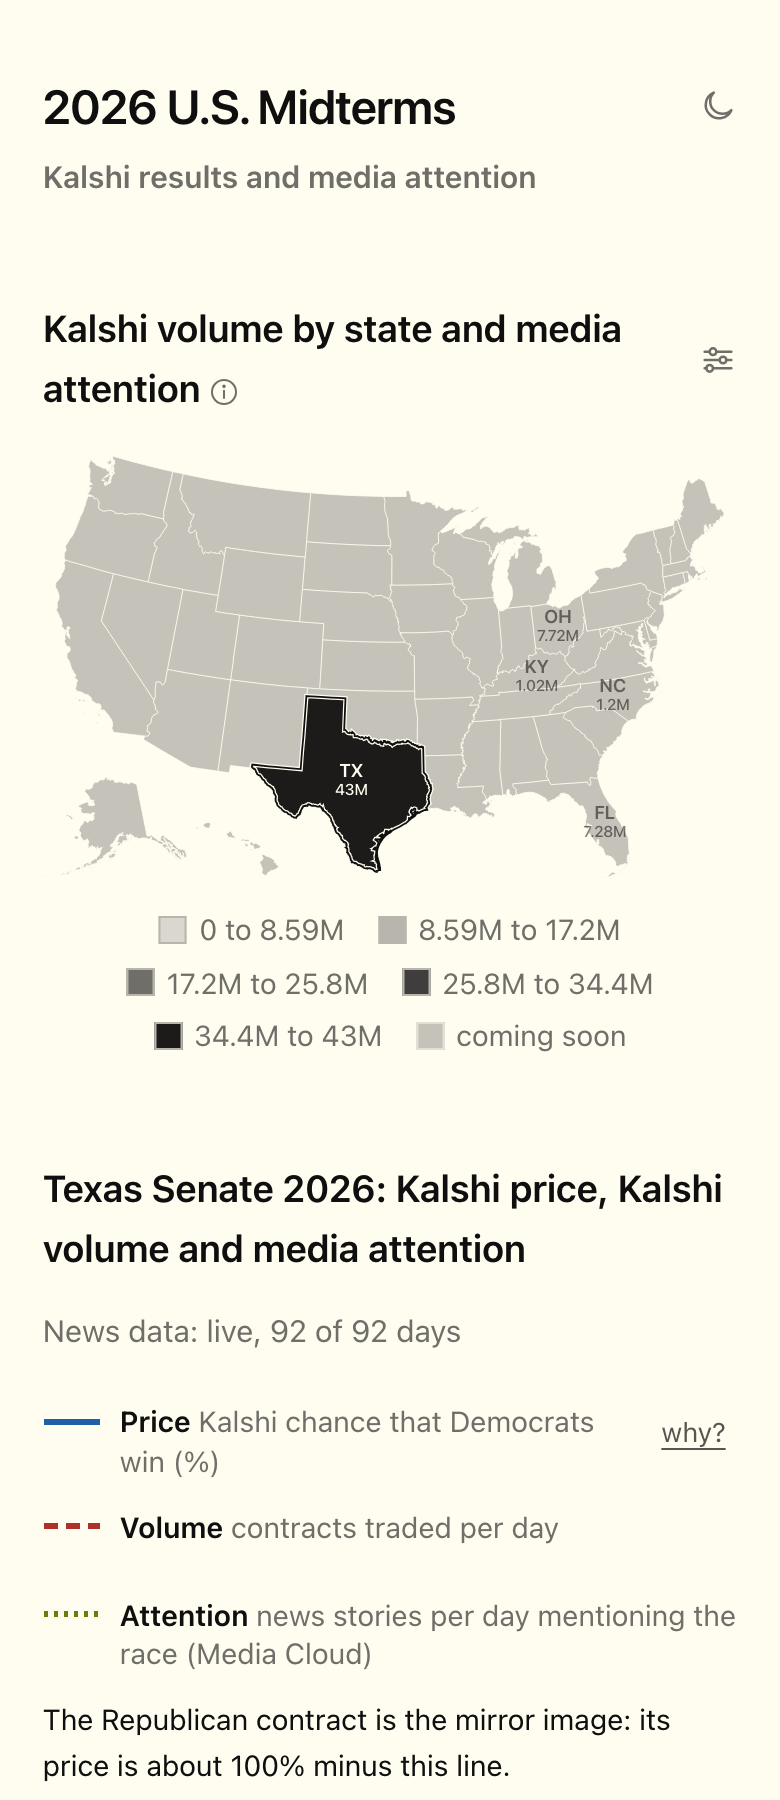 2026 U.S. Midterms
Kalshi results and media attention
Kalshi volume by state and media
attention
OH
7.72M
KY
1.02M
NC
1.2M
TX
43M
FL
7.28M
0 to 8.59M
8.59M to 17.2M
17.2M to 25.8M
25.8M to 34.4M
34.4M to 43M
coming soon
Texas Senate 2026: Kalshi price, Kalshi
volume and media attention
News data: live, 92 of 92 days
Price Kalshi chance that Democrats
win (%)
why?
Volume contracts traded per day
Attention news stories per day mentioning the
race (Media Cloud)
The Republican contract is the mirror image: its
price is about 100% minus this line.